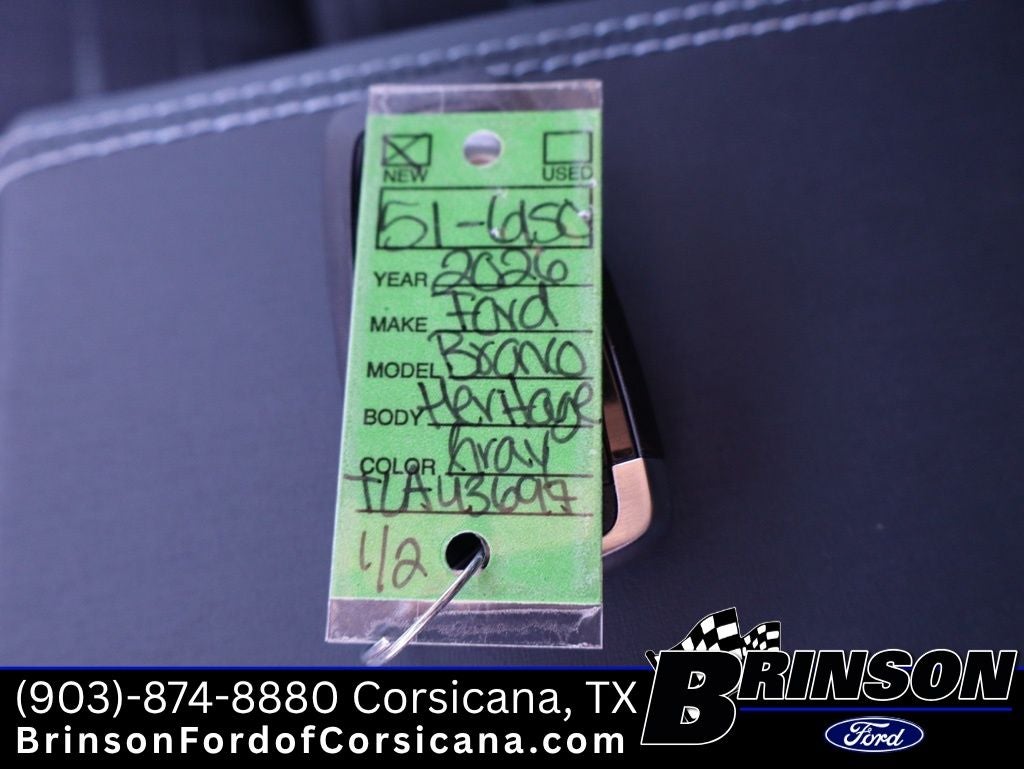 NEW USED
51-6950
YEAR 2026
MAKE Ford
MODEL Bronco
BODY Heritage
COLOR Gray
TLA43697
1/2
(903)-874-8880 Corsicana, TX
BrinsonFordofCorsicana.com
BRINSON
Ford